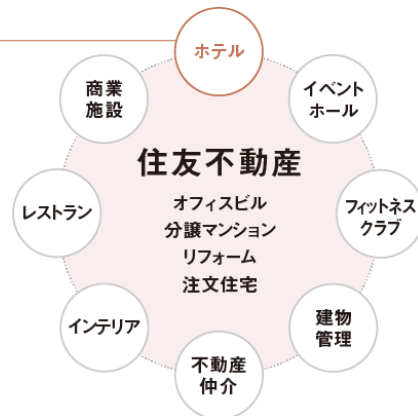 ホテル
イベント
ホール
フィットネス
クラブ
建物
管理
不動産
仲介
インテリア
レストラン
商業
施設
住友不動産
オフィスビル
分譲マンション
リフォーム
注文住宅